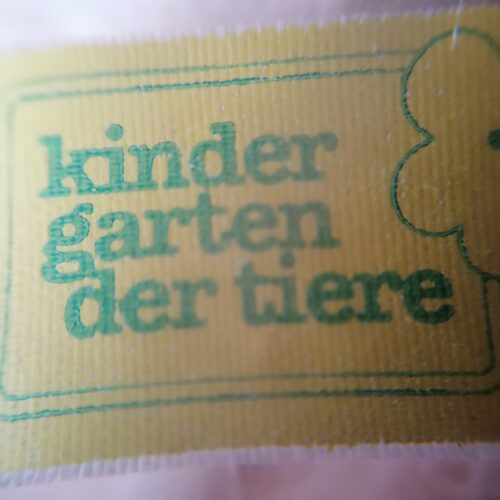 kinder
garten
der tiere